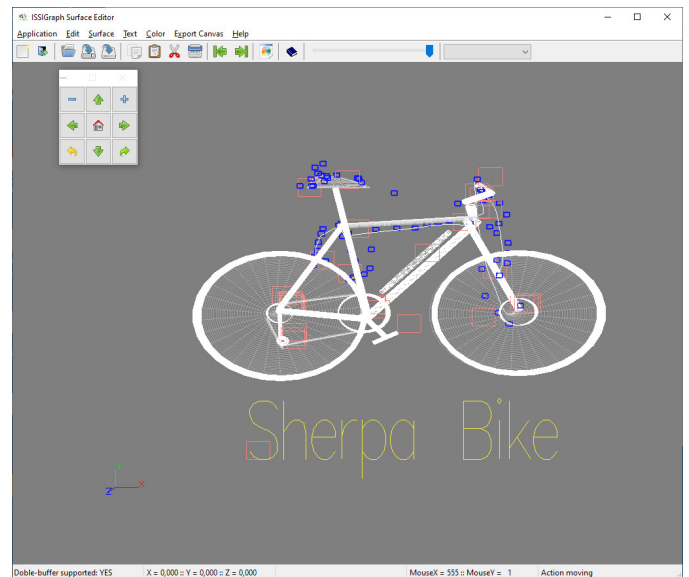 ISSIGraph Surface Editor
Application Edit Surface Text Color Export Canvas Help
Sherpa Bike
Y
Z X
Doble-buffer supported: YES X = 0,000 :: Y = 0,000 :: Z = 0,000 MouseX = 555 :: MouseY = 1 Action moving